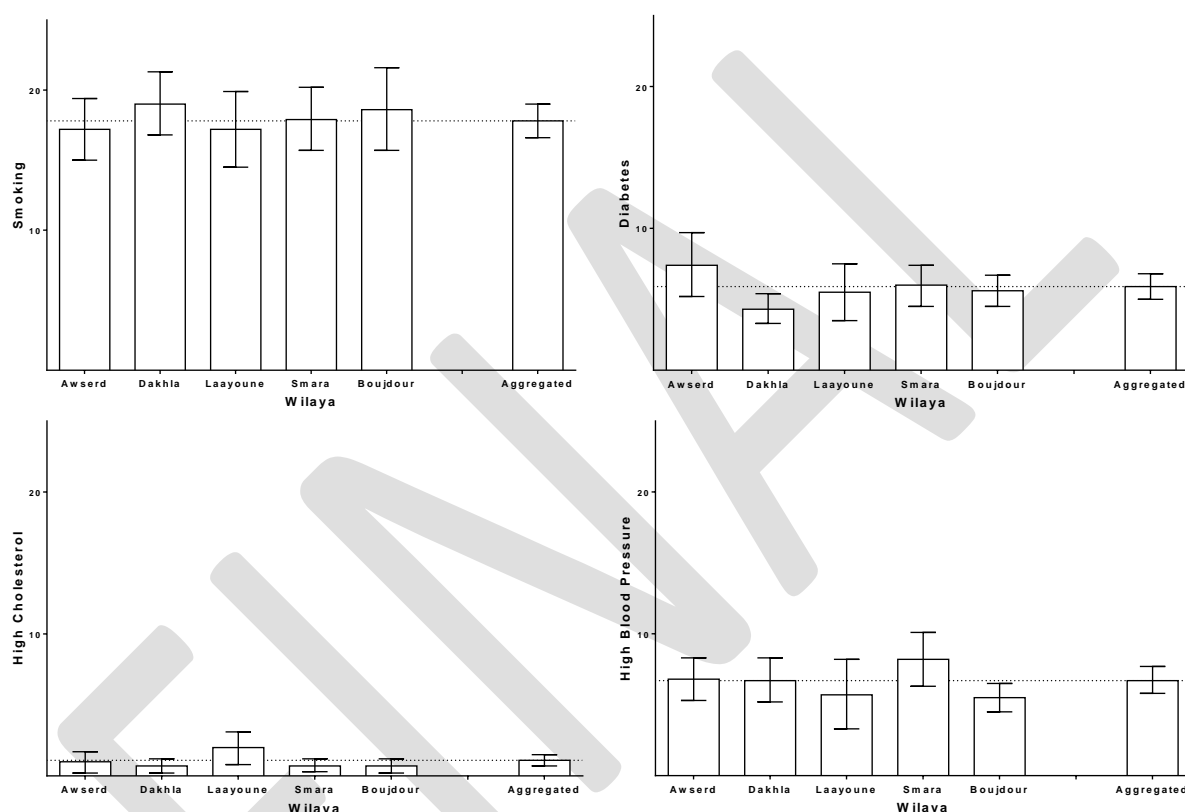 Smoking
20
10
Awserd Dakhla Laayoune Smara Boujdour Aggregated
Wilaya
Diabetes
20
10
Awserd Dakhla Laayoune Smara Boujdour Aggregated
Wilaya
High Cholesterol
20
10
Awserd Dakhla Laayoune Smara Boujdour Aggregated
Wilaya
High Blood Pressure
20
10
Awserd Dakhla Laayoune Smara Boujdour Aggregated
Wilaya
FINAL